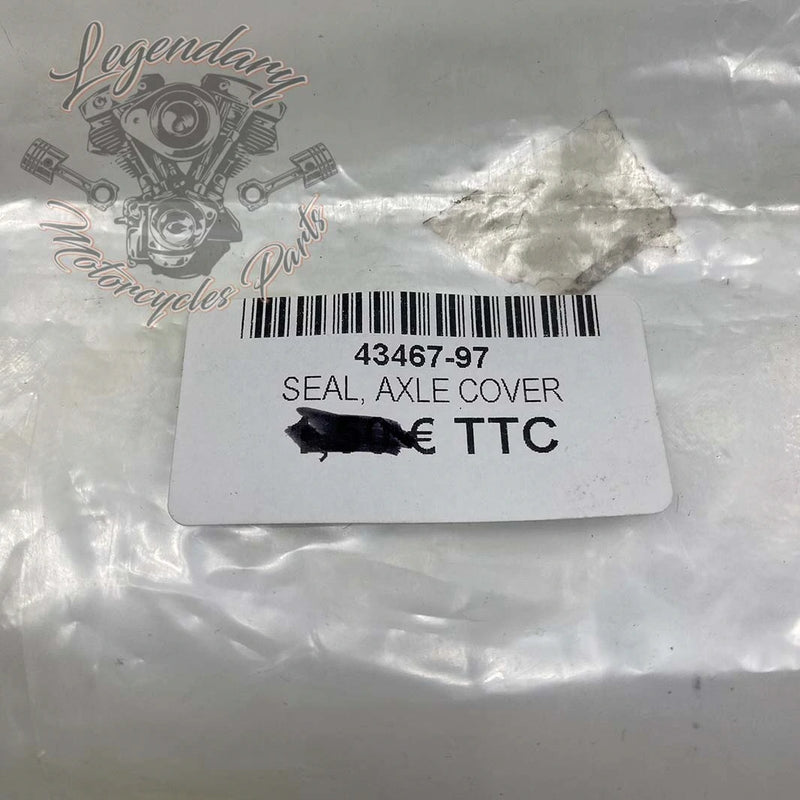 Legendary
Motorcycles Parts
43467-97
SEAL, AXLE COVER
€ TTC